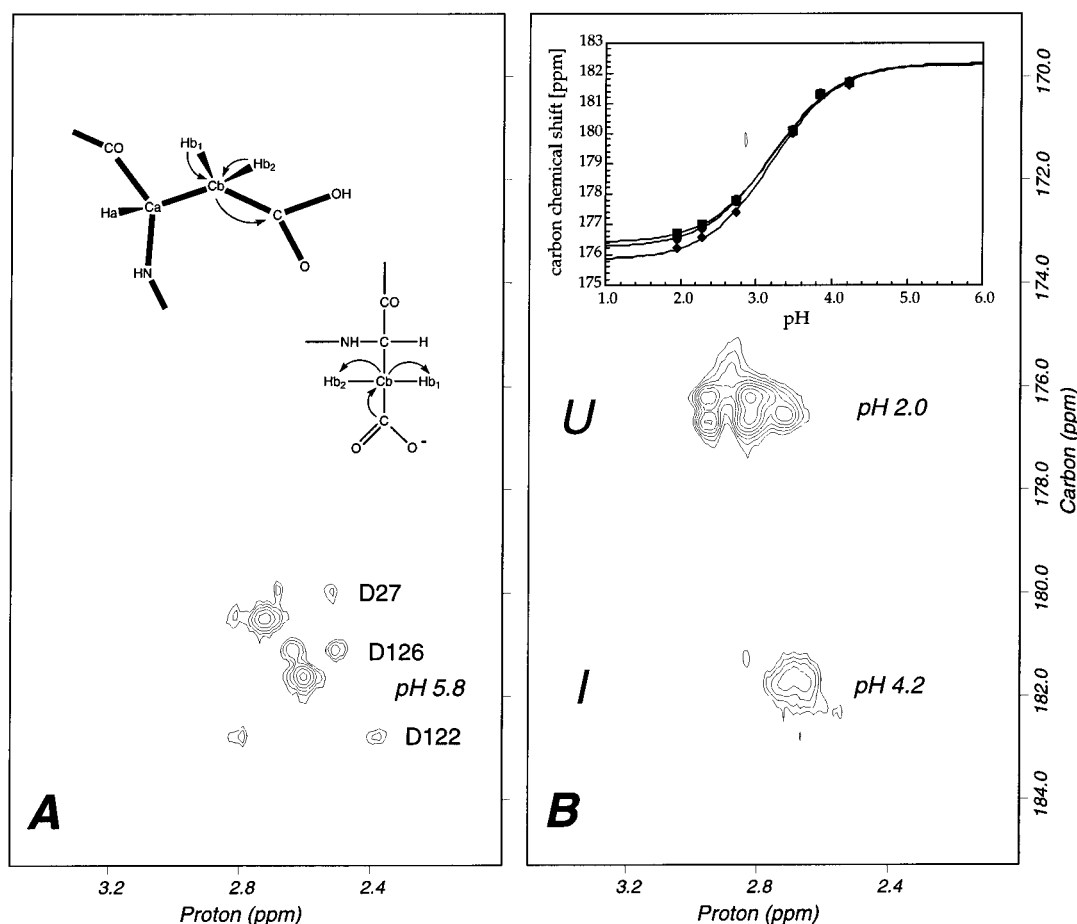 CO
Hb1
Hb2
Cb
Ha
Ca
C
OH
HN
O
CO
NH
C
H
Hb2
Cb
Hb1
C
O
O-
D27
D126
pH 5.8
D122
A
3.2
2.8
2.4
Proton (ppm)
carbon chemical shift [ppm]
183
182
181
180
179
178
177
176
175
1.0
2.0
3.0
4.0
5.0
6.0
pH
U
pH 2.0
I
pH 4.2
B
3.2
2.8
2.4
Proton (ppm)
170.0
172.0
174.0
176.0
178.0
180.0
182.0
184.0
Carbon (ppm)